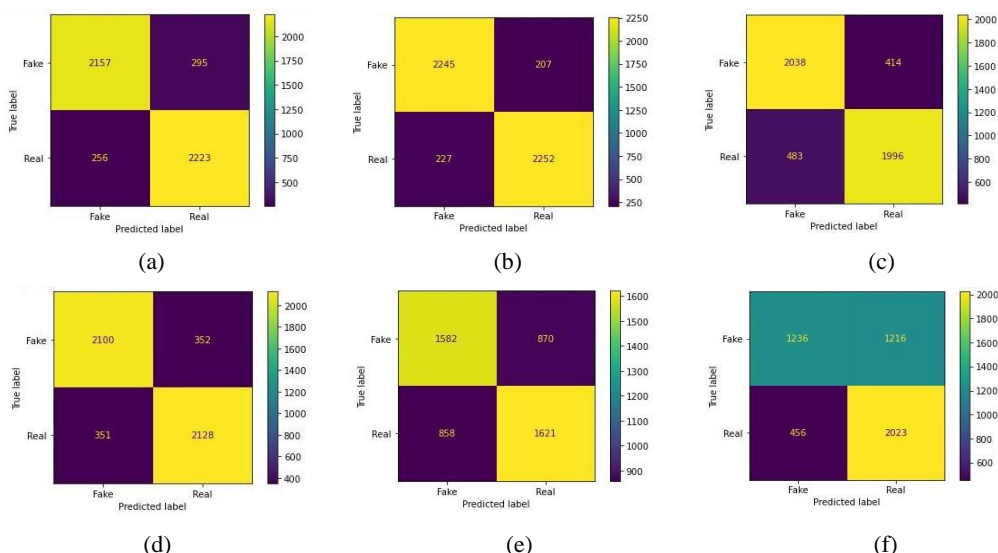 Fake 2157 295
Real 256 2223
Fake Real
True label
Predicted label
2000
1750
1500
1250
1000
750
500
(a)
Fake 2245 207
Real 227 2252
Fake Real
True label
Predicted label
2250
2000
1750
1500
1250
1000
750
500
250
(b)
Fake 2038 414
Real 483 1996
Fake Real
True label
Predicted label
2000
1800
1600
1400
1200
1000
800
600
(c)
Fake 2100 352
Real 351 2128
Fake Real
True label
Predicted label
2000
1800
1600
1400
1200
1000
800
600
400
(d)
Fake 1582 870
Real 858 1621
Fake Real
True label
Predicted label
1600
1500
1400
1300
1200
1100
1000
900
(e)
Fake 1236 1216
Real 456 2023
Fake Real
True label
Predicted label
2000
1800
1600
1400
1200
1000
800
600
(f)